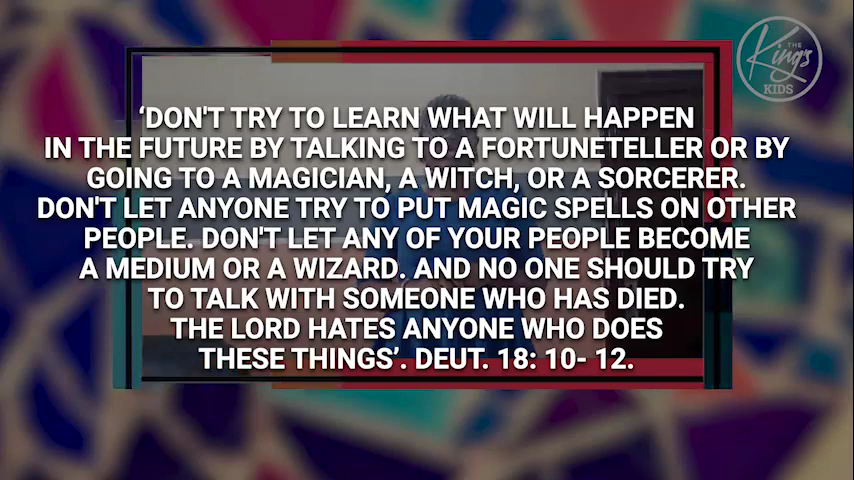 THE
King's
KIDS
‘DON'T TRY TO LEARN WHAT WILL HAPPEN
IN THE FUTURE BY TALKING TO A FORTUNETELLER OR BY
GOING TO A MAGICIAN, A WITCH, OR A SORCERER.
DON'T LET ANYONE TRY TO PUT MAGIC SPELLS ON OTHER
PEOPLE. DON'T LET ANY OF YOUR PEOPLE BECOME
A MEDIUM OR A WIZARD. AND NO ONE SHOULD TRY
TO TALK WITH SOMEONE WHO HAS DIED.
THE LORD HATES ANYONE WHO DOES
THESE THINGS’. DEUT. 18: 10- 12.